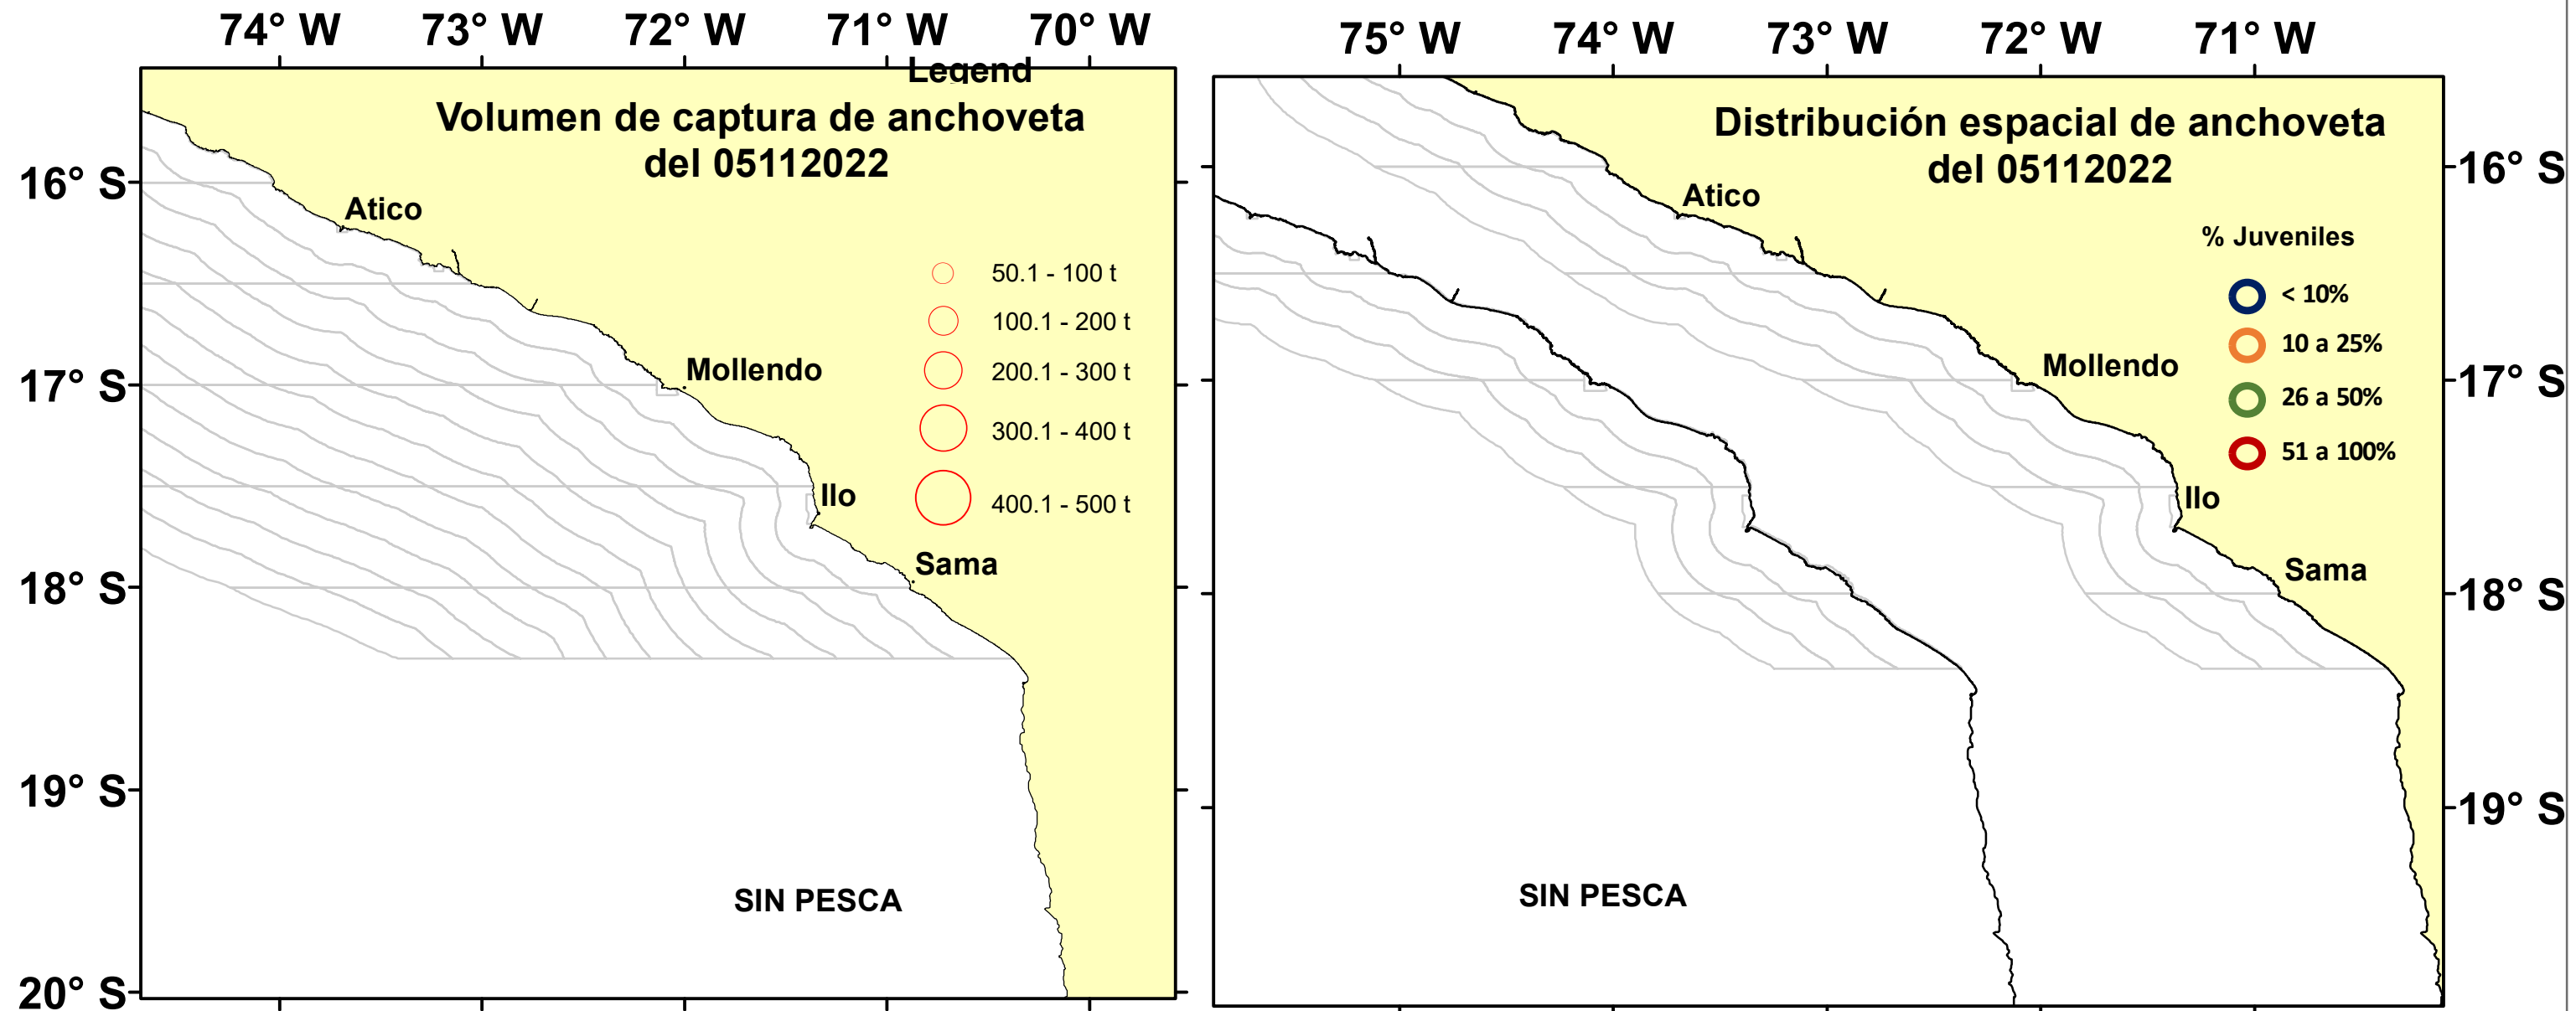 74° W 73° W 72° W 71° W 70° W
Legend
Volumen de captura de anchoveta
del 05112022
16° S
Atico
50.1 - 100 t
100.1 - 200 t
200.1 - 300 t
300.1 - 400 t
400.1 - 500 t
Mollendo
17° S
Ilo
Sama
18° S
19° S
SIN PESCA
20° S
75° W 74° W 73° W 72° W 71° W
Distribución espacial de anchoveta
del 05112022
16° S
Atico
% Juveniles
< 10%
10 a 25%
26 a 50%
51 a 100%
Mollendo
17° S
Ilo
Sama
18° S
19° S
SIN PESCA